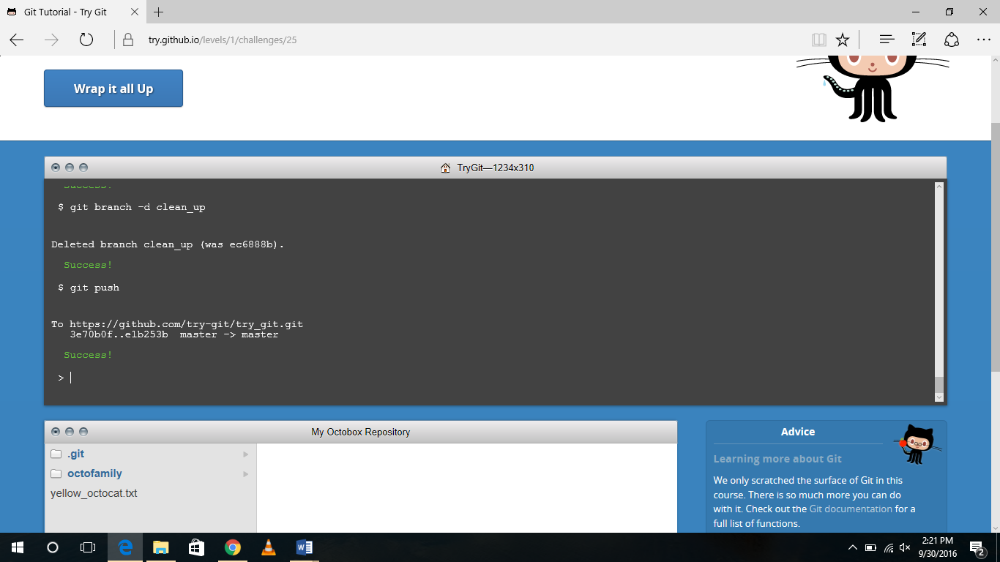 Git Tutorial - Try Git
try.github.io/levels/1/challenges/25
Wrap it all Up
TryGit—1234x310
Success!
$ git branch -d clean_up
Deleted branch clean_up (was ec6888b).
Success!
$ git push
To https://github.com/try-git/try_git.git
3e70b0f..e1b253b master -> master
Success!
>
My Octobox Repository
.git
octofamily
yellow_octocat.txt
Advice
Learning more about Git
We only scratched the surface of Git in this
course. There is so much more you can do
with it. Check out the Git documentation for a
full list of functions.
2:21 PM
9/30/2016
2